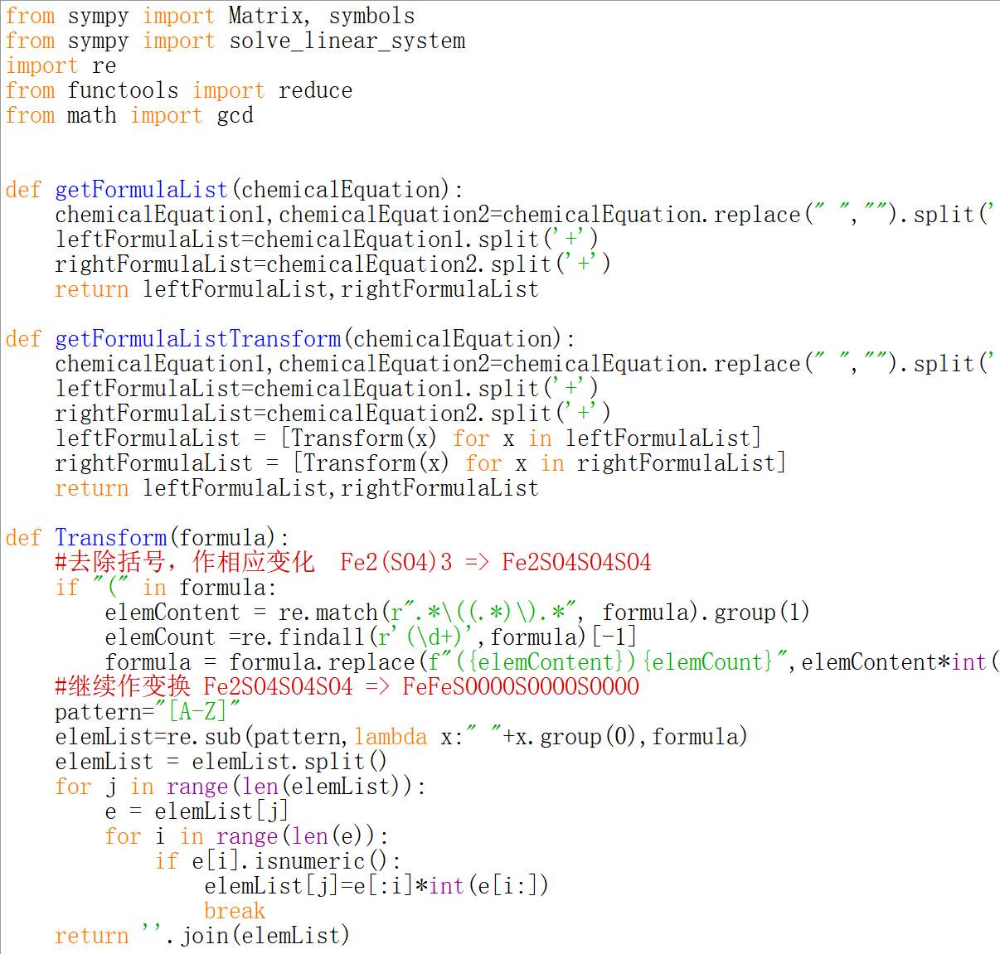 from sympy import Matrix, symbols
from sympy import solve_linear_system
import re
from functools import reduce
from math import gcd
def getFormulaList(chemicalEquation):
chemicalEquation1,chemicalEquation2=chemicalEquation.replace(" ","").split('
leftFormulaList=chemicalEquation1.split('+')
rightFormulaList=chemicalEquation2.split('+')
return leftFormulaList,rightFormulaList
def getFormulaListTransform(chemicalEquation):
chemicalEquation1,chemicalEquation2=chemicalEquation.replace(" ","").split('
leftFormulaList=chemicalEquation1.split('+')
rightFormulaList=chemicalEquation2.split('+')
leftFormulaList = [Transform(x) for x in leftFormulaList]
rightFormulaList = [Transform(x) for x in rightFormulaList]
return leftFormulaList,rightFormulaList
def Transform(formula):
#去除括号，作相应变化  Fe2(SO4)3 => Fe2SO4SO4SO4
if "(" in formula:
elemContent = re.match(r".*\((.*)\).*", formula).group(1)
elemCount =re.findall(r'(\d+)',formula)[-1]
formula = formula.replace(f"({elemContent}){elemCount}",elemContent*int(
#继续作变换 Fe2SO4SO4SO4 => FeFeSOOOOSOOOOSOOOO
pattern="[A-Z]"
elemList=re.sub(pattern,lambda x:" "+x.group(0),formula)
elemList = elemList.split()
for j in range(len(elemList)):
e = elemList[j]
for i in range(len(e)):
if e[i].isnumeric():
elemList[j]=e[:i]*int(e[i:])
break
return ''.join(elemList)